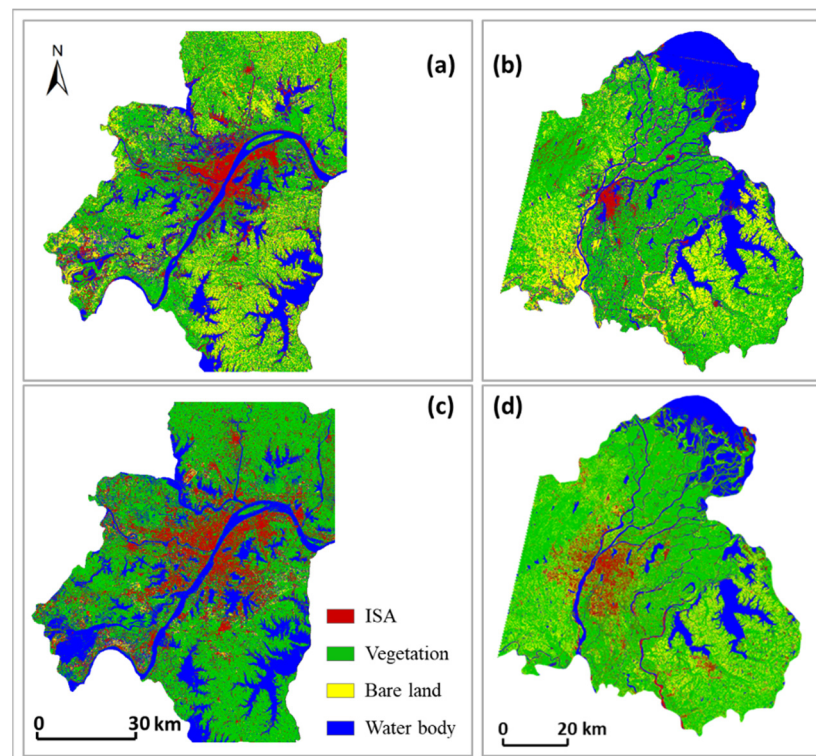 N
(a)
(b)
(c)
(d)
ISA
Vegetation
Bare land
Water body
0 30 km
0 20 km